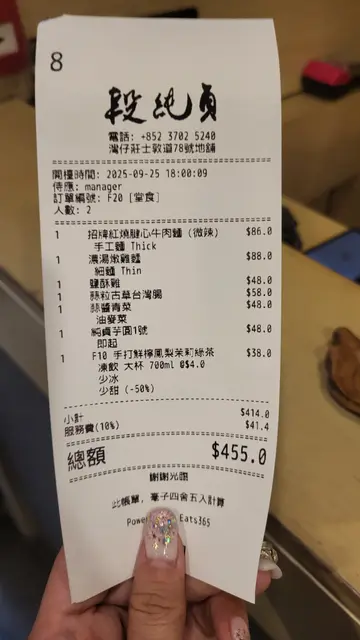 8
段純貞
電話: +852 3702 5240
灣仔莊士敦道78號地鋪
開檯時間: 2025-09-25 18:00:09
侍應: manager
訂單編號: F20 [堂食]
人數: 2
1 招牌紅燒腱心牛肉麵 (微辣) $86.0
手工麵 Thick
1 濃湯燉雞麵 $88.0
細麵 Thin
1 鹽酥雞 $48.0
1 蒜粒古早台灣腸 $58.0
1 蒜醬青菜 $48.0
油麥菜
1 純貞芋圓1號 $48.0
即起
1 F10 手打鮮檸鳳梨茉莉綠茶 $38.0
凍飲 大杯 700ml @$4.0
少冰
少甜 (-50%)
小計 $414.0
服務費(10%) $41.4
總額 $455.0
謝謝光臨
此帳單，毫子四捨五入計算
Powe Eats365